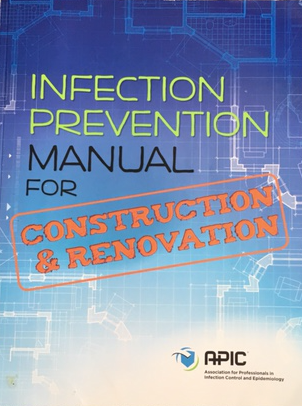 INFECTION
PREVENTION
MANUAL
FOR
CONSTRUCTION
& RENOVATION
APIC
Association for Professionals in
Infection Control and Epidemiology